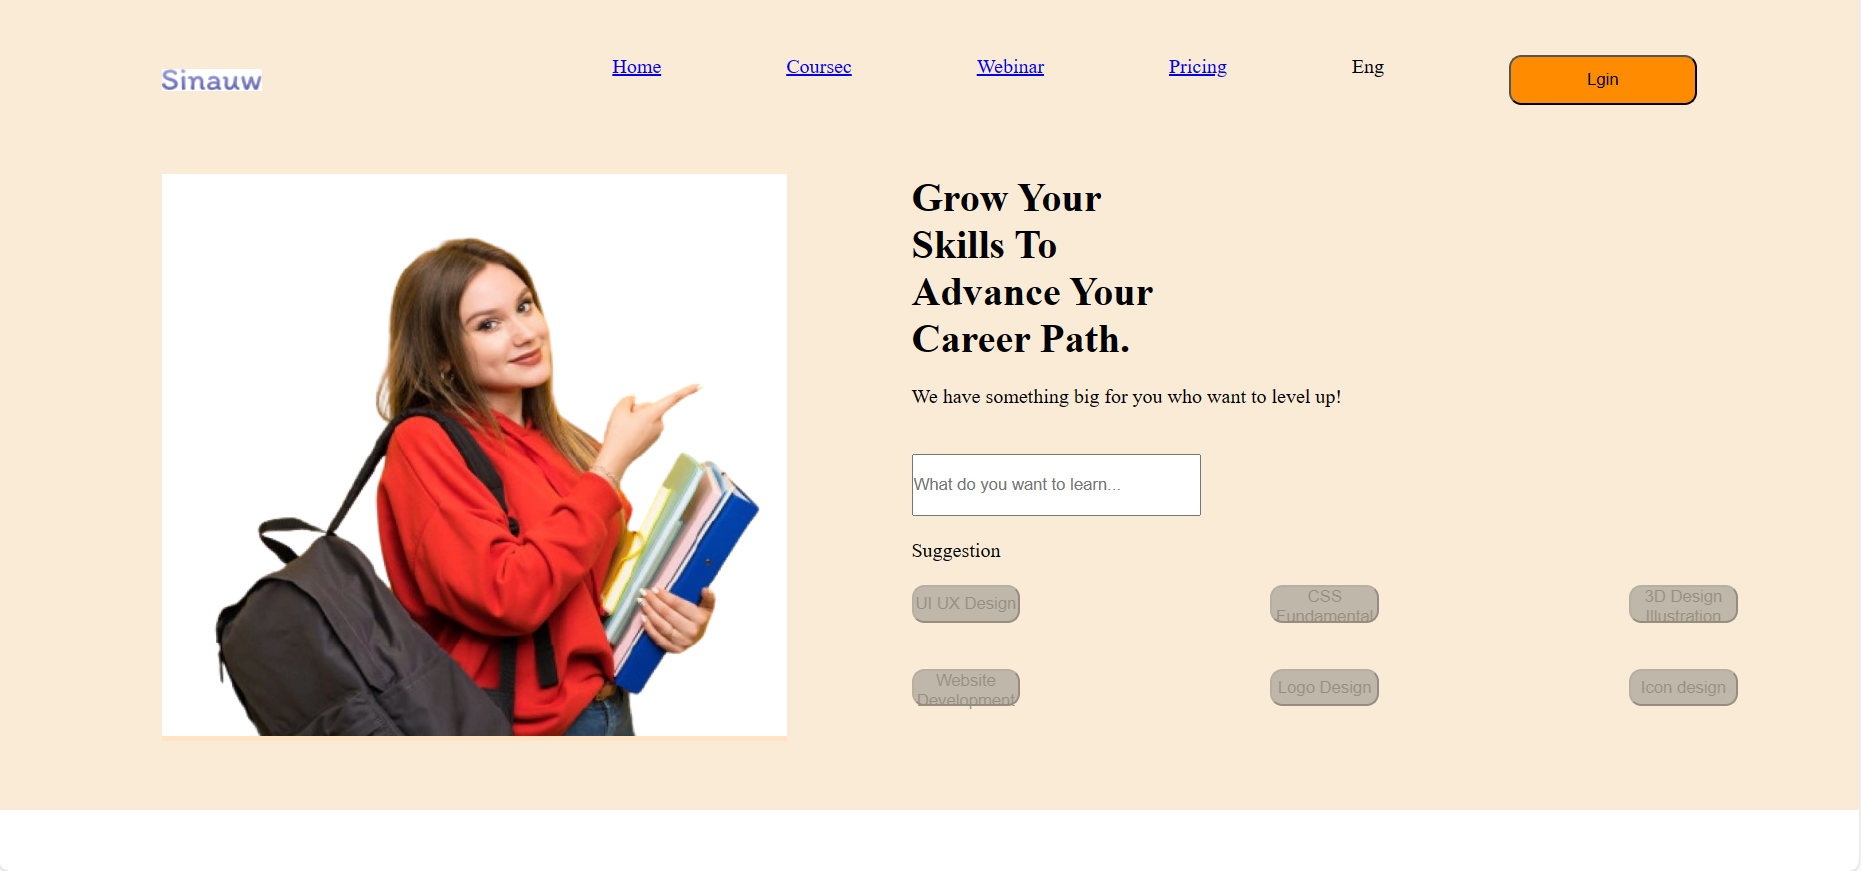 Sinauw
Home
Coursec
Webinar
Pricing
Eng
Lgin
Grow Your
Skills To
Advance Your
Career Path.
We have something big for you who want to level up!
What do you want to learn...
Suggestion
UI UX Design
CSS
Fundamental
3D Design
Illustration
Website
Development
Logo Design
Icon design